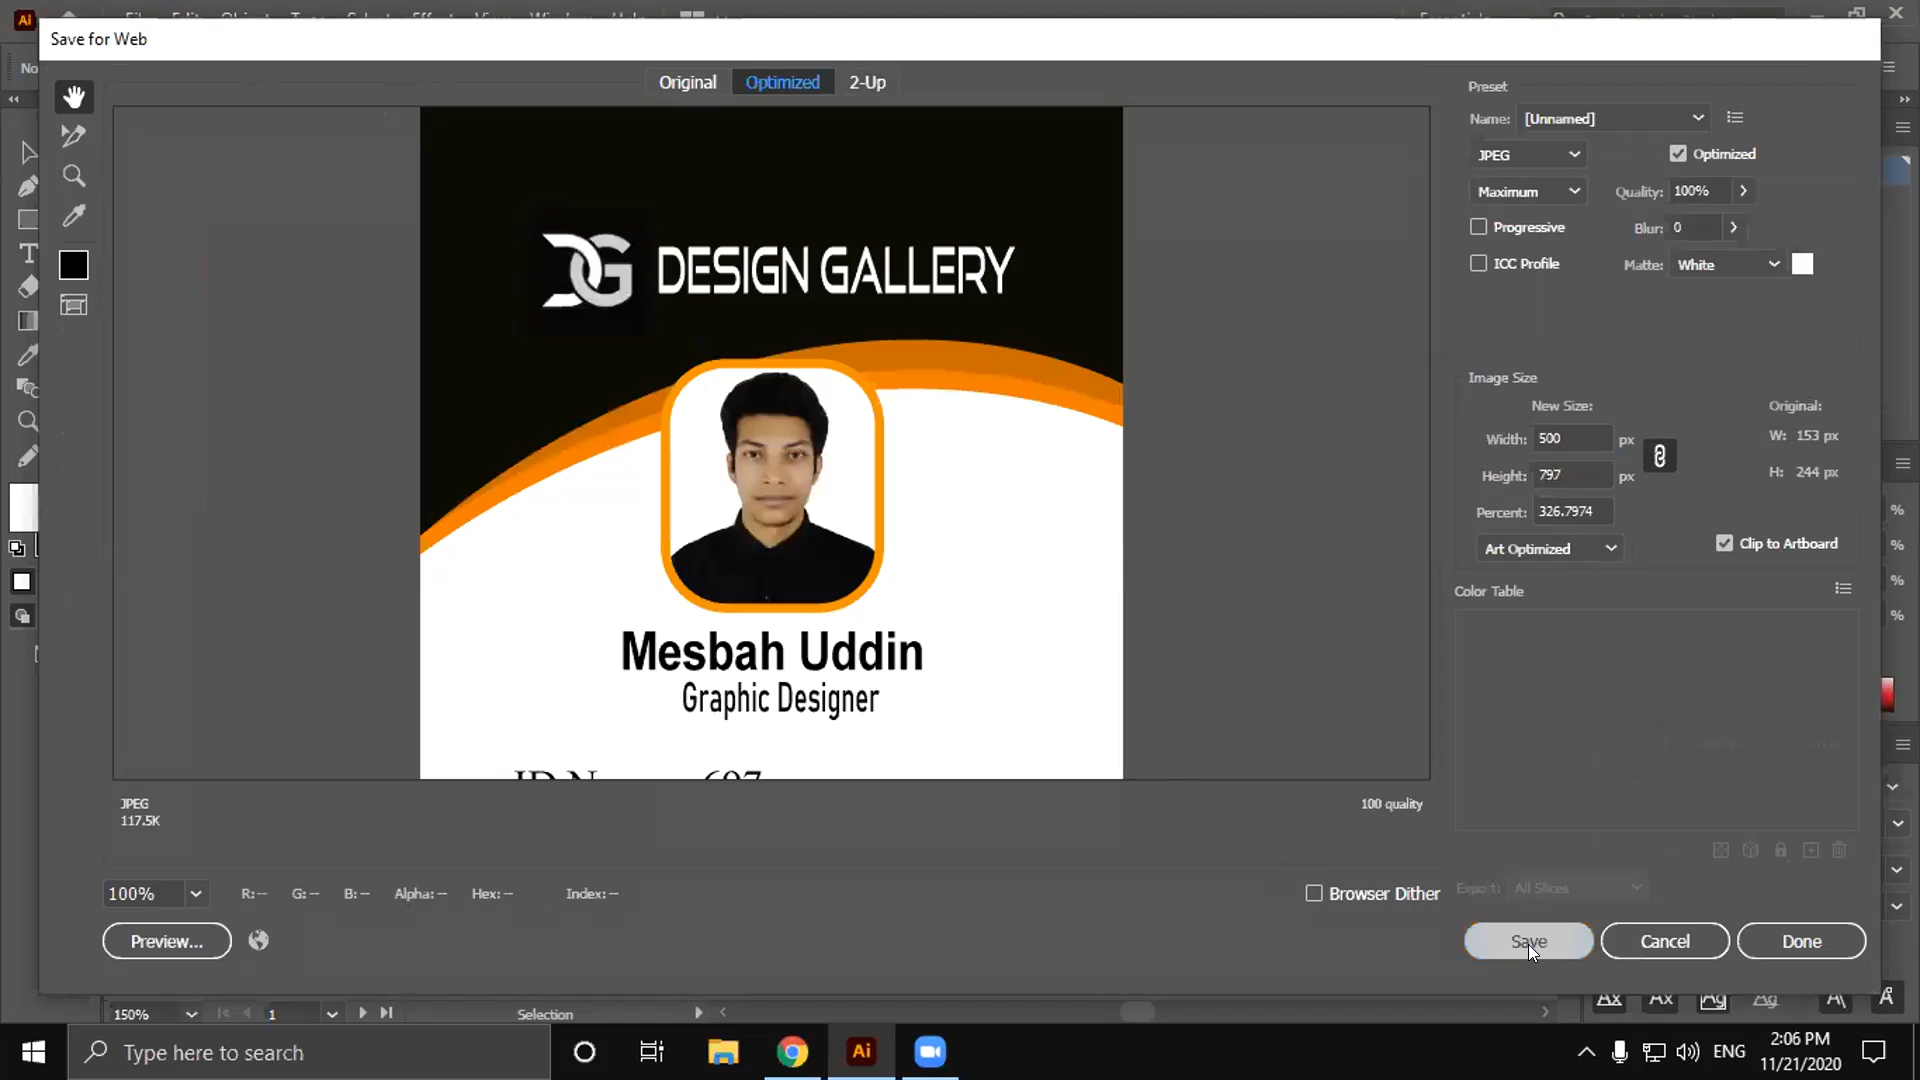 Ai
Save for Web
No
Original Optimized 2-Up
DG DESIGN GALLERY
Mesbah Uddin
Graphic Designer
Preset
Name: [Unnamed]
JPEG
Optimized
Maximum
Quality: 100%
Progressive
Blur: 0
ICC Profile
Matte: White
Image Size
New Size:
Original:
Width: 500 px
W: 153 px
Height: 797 px
H: 244 px
Percent: 326.7974
Art Optimized
Clip to Artboard
Color Table
%
%
%
%
JPEG
117.5K
100 quality
100%
R:-- G: -- B: -- Alpha: -- Hex: -- Index: --
Browser Dither
Export: All Slices
Preview...
Save Cancel Done
150%
1
Selection
Type here to search
Ai
ENG
2:06 PM
11/21/2020